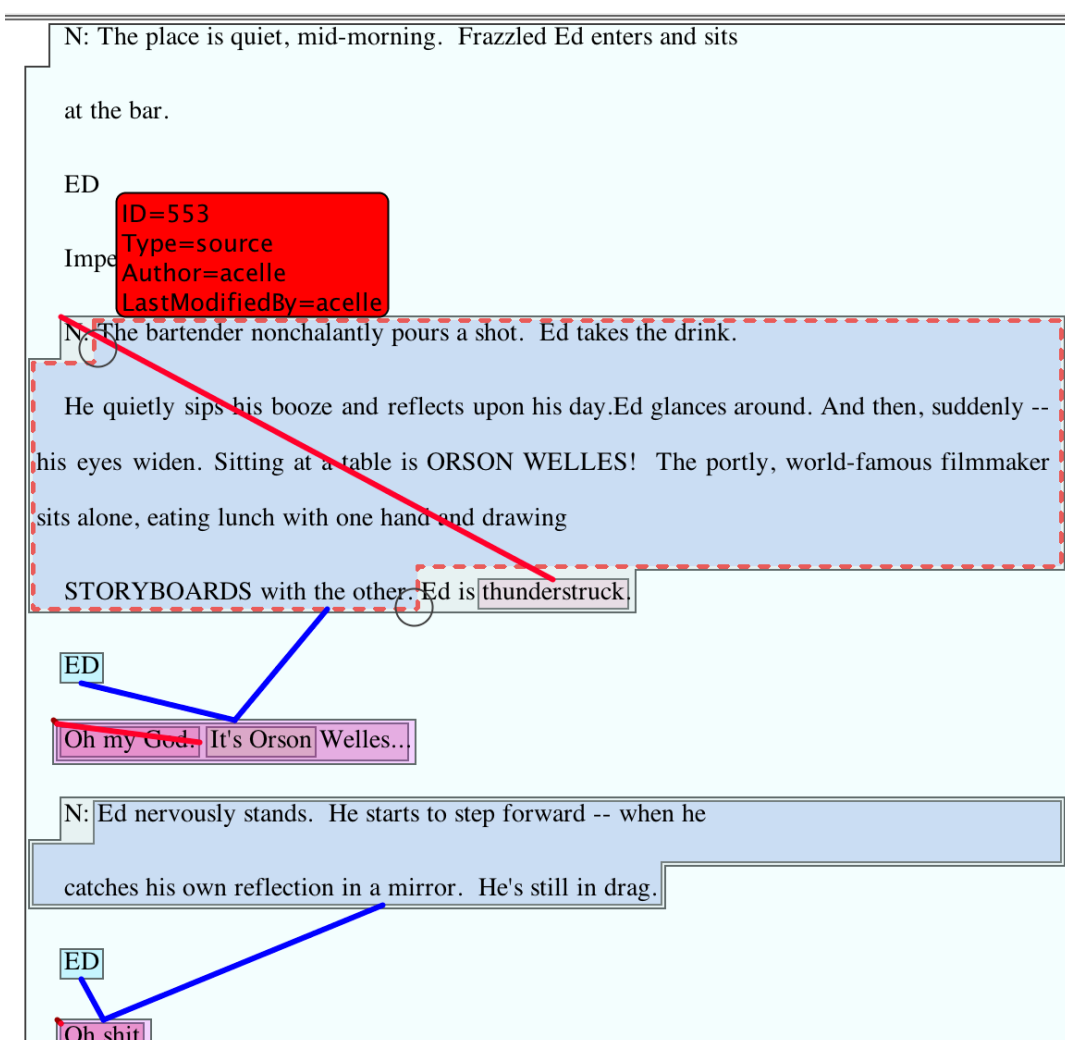 N: The place is quiet, mid-morning.  Frazzled Ed enters and sits
at the bar.
ED
ID=553
Type=source
Author=acelle
LastModifiedBy=acelle
Impe
N: The bartender nonchalantly pours a shot.  Ed takes the drink.
He quietly sips his booze and reflects upon his day.Ed glances around. And then, suddenly --
his eyes widen. Sitting at a table is ORSON WELLES!  The portly, world-famous filmmaker
sits alone, eating lunch with one hand and drawing
STORYBOARDS with the other. Ed is thunderstruck.
ED
Oh my God. It's Orson Welles...
N: Ed nervously stands.  He starts to step forward -- when he
catches his own reflection in a mirror.  He's still in drag.
ED
Oh shit